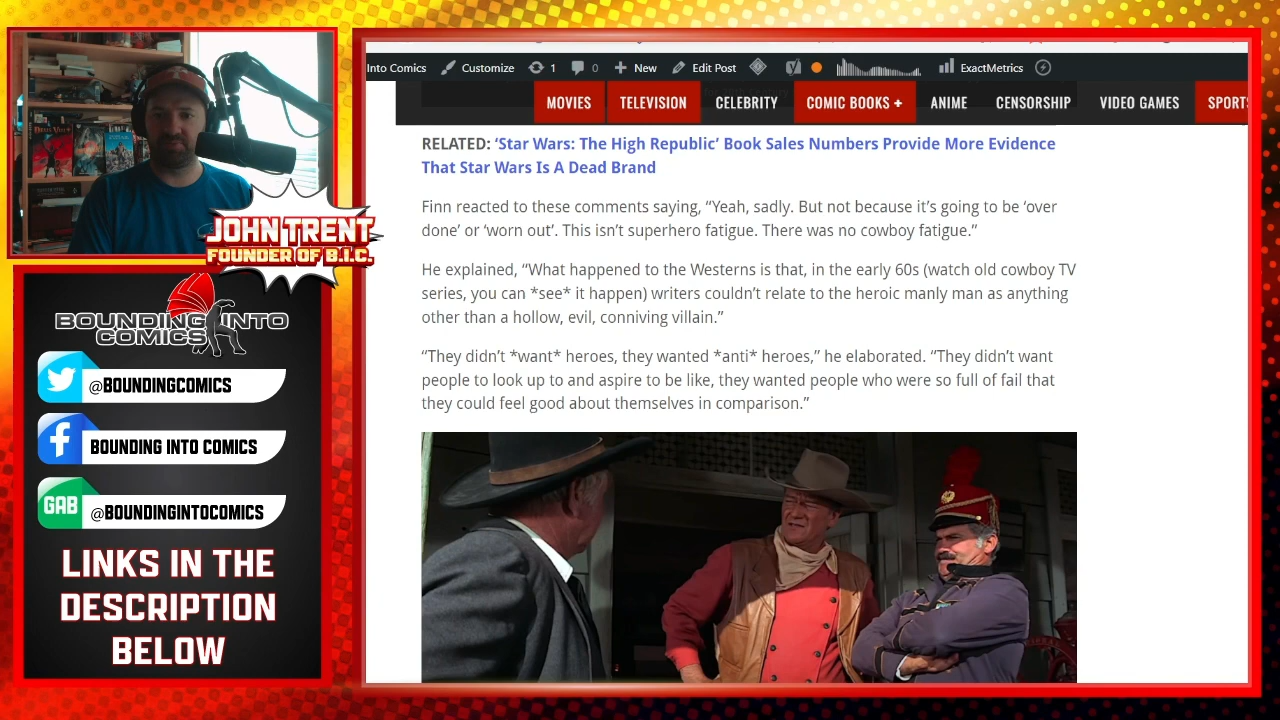 Into Comics
Customize
1
0
New
Edit Post
ExactMetrics
MOVIES
TELEVISION
CELEBRITY
COMIC BOOKS +
ANIME
CENSORSHIP
VIDEO GAMES
SPORTS
RELATED: ‘Star Wars: The High Republic’ Book Sales Numbers Provide More Evidence
That Star Wars Is A Dead Brand
Finn reacted to these comments saying, “Yeah, sadly. But not because it’s going to be ‘over
done’ or ‘worn out’. This isn’t superhero fatigue. There was no cowboy fatigue.”
He explained, “What happened to the Westerns is that, in the early 60s (watch old cowboy TV
series, you can *see* it happen) writers couldn’t relate to the heroic manly man as anything
other than a hollow, evil, conniving villain.”
“They didn’t *want* heroes, they wanted *anti* heroes,” he elaborated. “They didn’t want
people to look up to and aspire to be like, they wanted people who were so full of fail that
they could feel good about themselves in comparison.”
JOHN TRENT
FOUNDER OF B.I.C.
BOUNDING INTO
COMICS
@BOUNDINGCOMICS
BOUNDING INTO COMICS
GAB
@BOUNDINGINTOCOMICS
LINKS IN THE
DESCRIPTION
BELOW